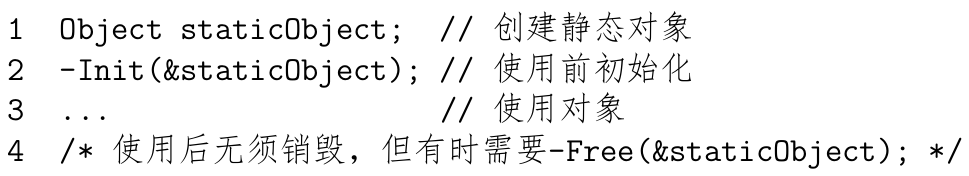 1 Object staticObject; // 创建静态对象
2 -Init(&staticObject); // 使用前初始化
3 ... // 使用对象
4 /* 使用后无须销毁，但有时需要-Free(&staticObject); */